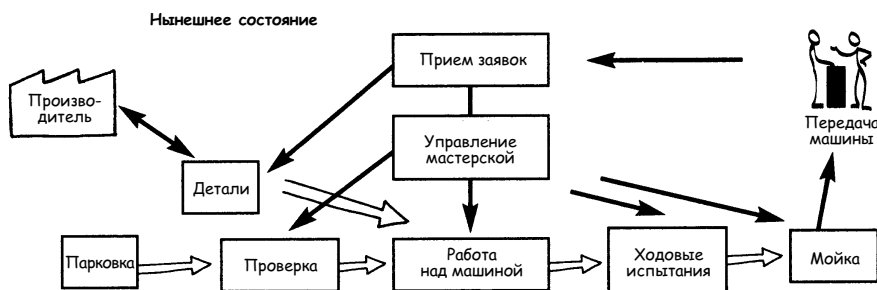 Нынешнее состояние
Прием заявок
Произво-
дитель
Передача
машины
Управление
мастерской
Детали
Парковка
Проверка
Работа
над машиной
Ходовые
испытания
Мойка